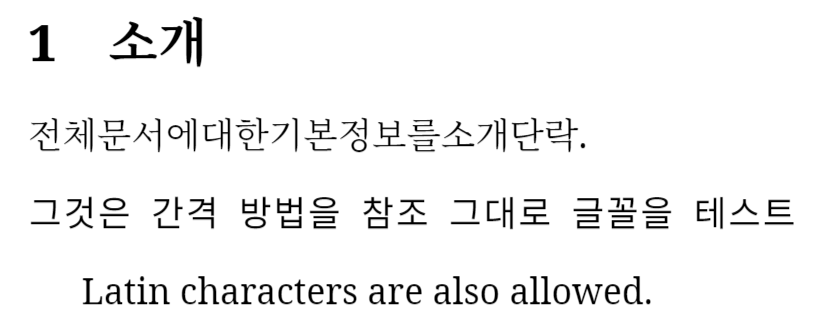 1 소개
전체문서에대한기본정보를소개단락.
그것은 간격 방법을 참조 그대로 글꼴을 테스트
Latin characters are also allowed.